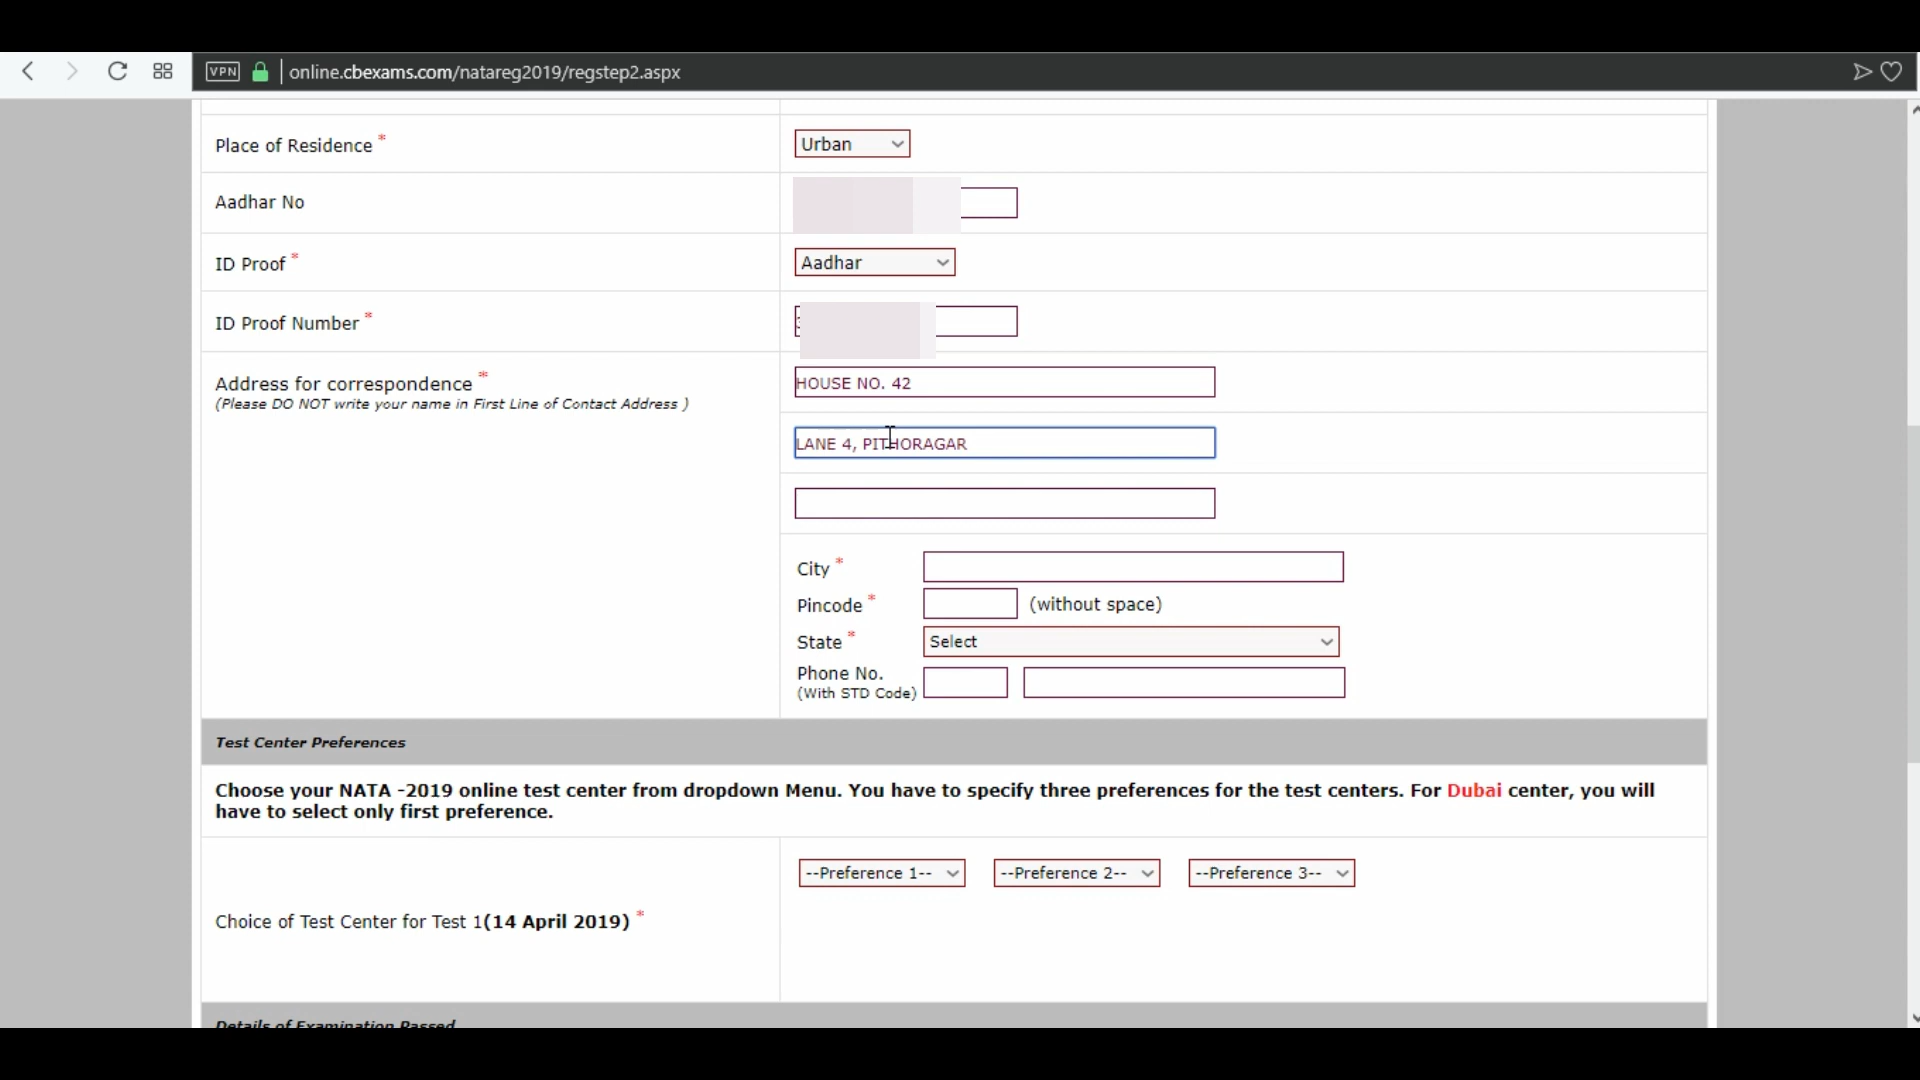 VPN online.cbexams.com/natareg2019/regstep2.aspx
Place of Residence * Urban
Aadhar No
ID Proof * Aadhar
ID Proof Number *
Address for correspondence * HOUSE NO. 42
(Please DO NOT write your name in First Line of Contact Address )
LANE 4, PITHORAGAR
City *
Pincode * (without space)
State * Select
Phone No.
(With STD Code)
Test Center Preferences
Choose your NATA -2019 online test center from dropdown Menu. You have to specify three preferences for the test centers. For Dubai center, you will
have to select only first preference.
--Preference 1-- --Preference 2-- --Preference 3--
Choice of Test Center for Test 1(14 April 2019) *
Details of Examination Passed